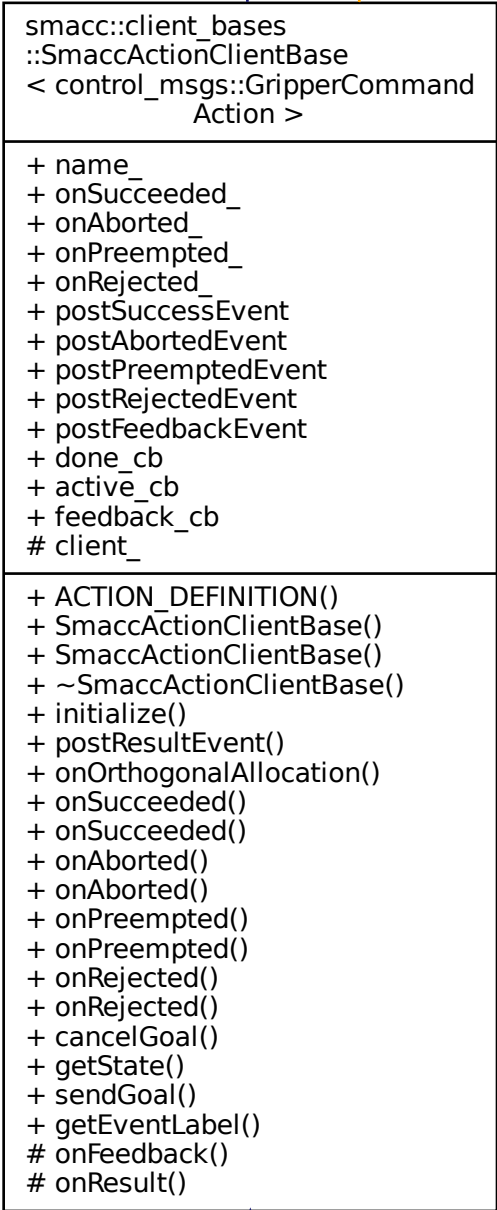 smacc::client_bases
::SmaccActionClientBase
< control_msgs::GripperCommand
Action >
+ name_
+ onSucceeded_
+ onAborted_
+ onPreempted_
+ onRejected_
+ postSuccessEvent
+ postAbortedEvent
+ postPreemptedEvent
+ postRejectedEvent
+ postFeedbackEvent
+ done_cb
+ active_cb
+ feedback_cb
# client_
+ ACTION_DEFINITION()
+ SmaccActionClientBase()
+ SmaccActionClientBase()
+ ~SmaccActionClientBase()
+ initialize()
+ postResultEvent()
+ onOrthogonalAllocation()
+ onSucceeded()
+ onSucceeded()
+ onAborted()
+ onAborted()
+ onPreempted()
+ onPreempted()
+ onRejected()
+ onRejected()
+ cancelGoal()
+ getState()
+ sendGoal()
+ getEventLabel()
# onFeedback()
# onResult()